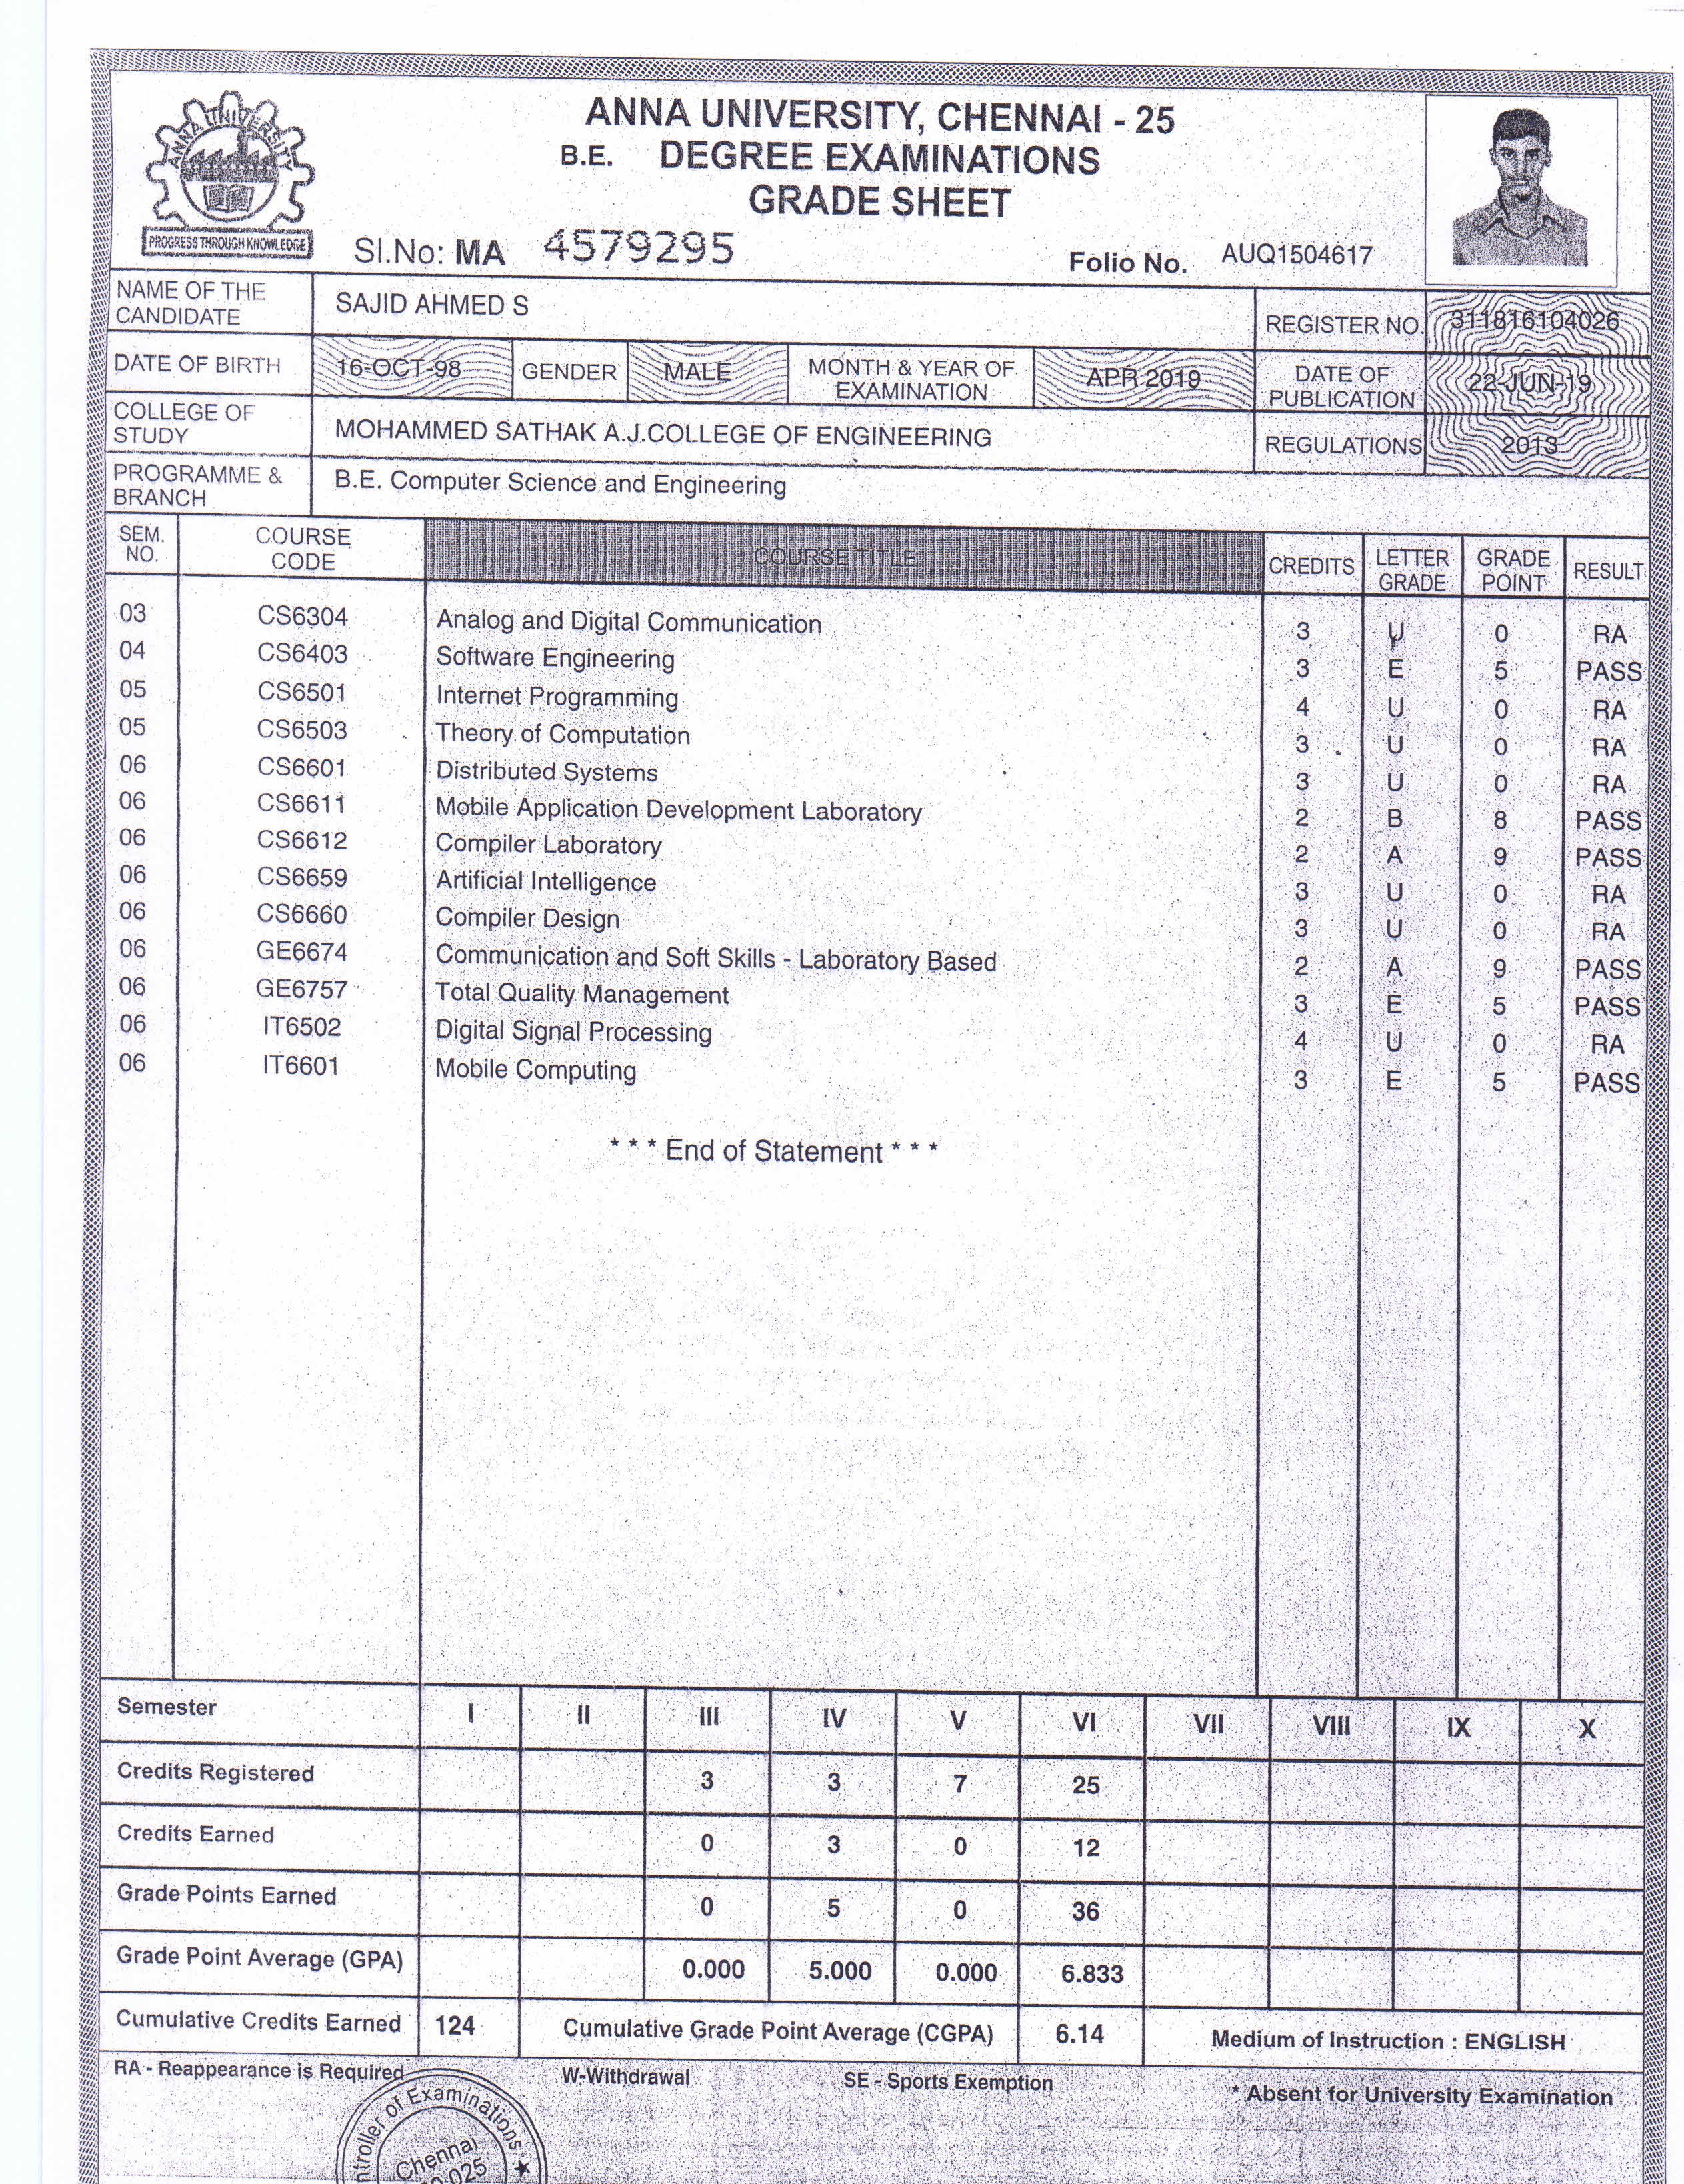 ANNA UNIVERSITY
PROGRESS THROUGH KNOWLEDGE
ANNA UNIVERSITY, CHENNAI - 25
B.E. DEGREE EXAMINATIONS
GRADE SHEET
Sl.No: MA 4579295
Folio No. AUQ1504617
NAME OF THE CANDIDATE SAJID AHMED S REGISTER NO. 311816104026
DATE OF BIRTH 16-OCT-98 GENDER MALE MONTH & YEAR OF EXAMINATION APR 2019 DATE OF PUBLICATION 22-JUN-19
COLLEGE OF STUDY MOHAMMED SATHAK A.J.COLLEGE OF ENGINEERING REGULATIONS 2013
PROGRAMME & BRANCH B.E. Computer Science and Engineering
SEM. NO. COURSE CODE COURSE TITLE CREDITS LETTER GRADE GRADE POINT RESULT
03 CS6304 Analog and Digital Communication 3 U 0 RA
04 CS6403 Software Engineering 3 E 5 PASS
05 CS6501 Internet Programming 4 U 0 RA
05 CS6503 Theory of Computation 3 U 0 RA
06 CS6601 Distributed Systems 3 U 0 RA
06 CS6611 Mobile Application Development Laboratory 2 B 8 PASS
06 CS6612 Compiler Laboratory 2 A 9 PASS
06 CS6659 Artificial Intelligence 3 U 0 RA
06 CS6660 Compiler Design 3 U 0 RA
06 GE6674 Communication and Soft Skills - Laboratory Based 2 A 9 PASS
06 GE6757 Total Quality Management 3 E 5 PASS
06 IT6502 Digital Signal Processing 4 U 0 RA
06 IT6601 Mobile Computing 3 E 5 PASS
* * * End of Statement * * *
Semester I II III IV V VI VII VIII IX X
Credits Registered 3 3 7 25
Credits Earned 0 3 0 12
Grade Points Earned 0 5 0 36
Grade Point Average (GPA) 0.000 5.000 0.000 6.833
Cumulative Credits Earned 124 Cumulative Grade Point Average (CGPA) 6.14 Medium of Instruction : ENGLISH
RA - Reappearance is Required W-Withdrawal SE - Sports Exemption * Absent for University Examination
of Examinations
Chennai
025